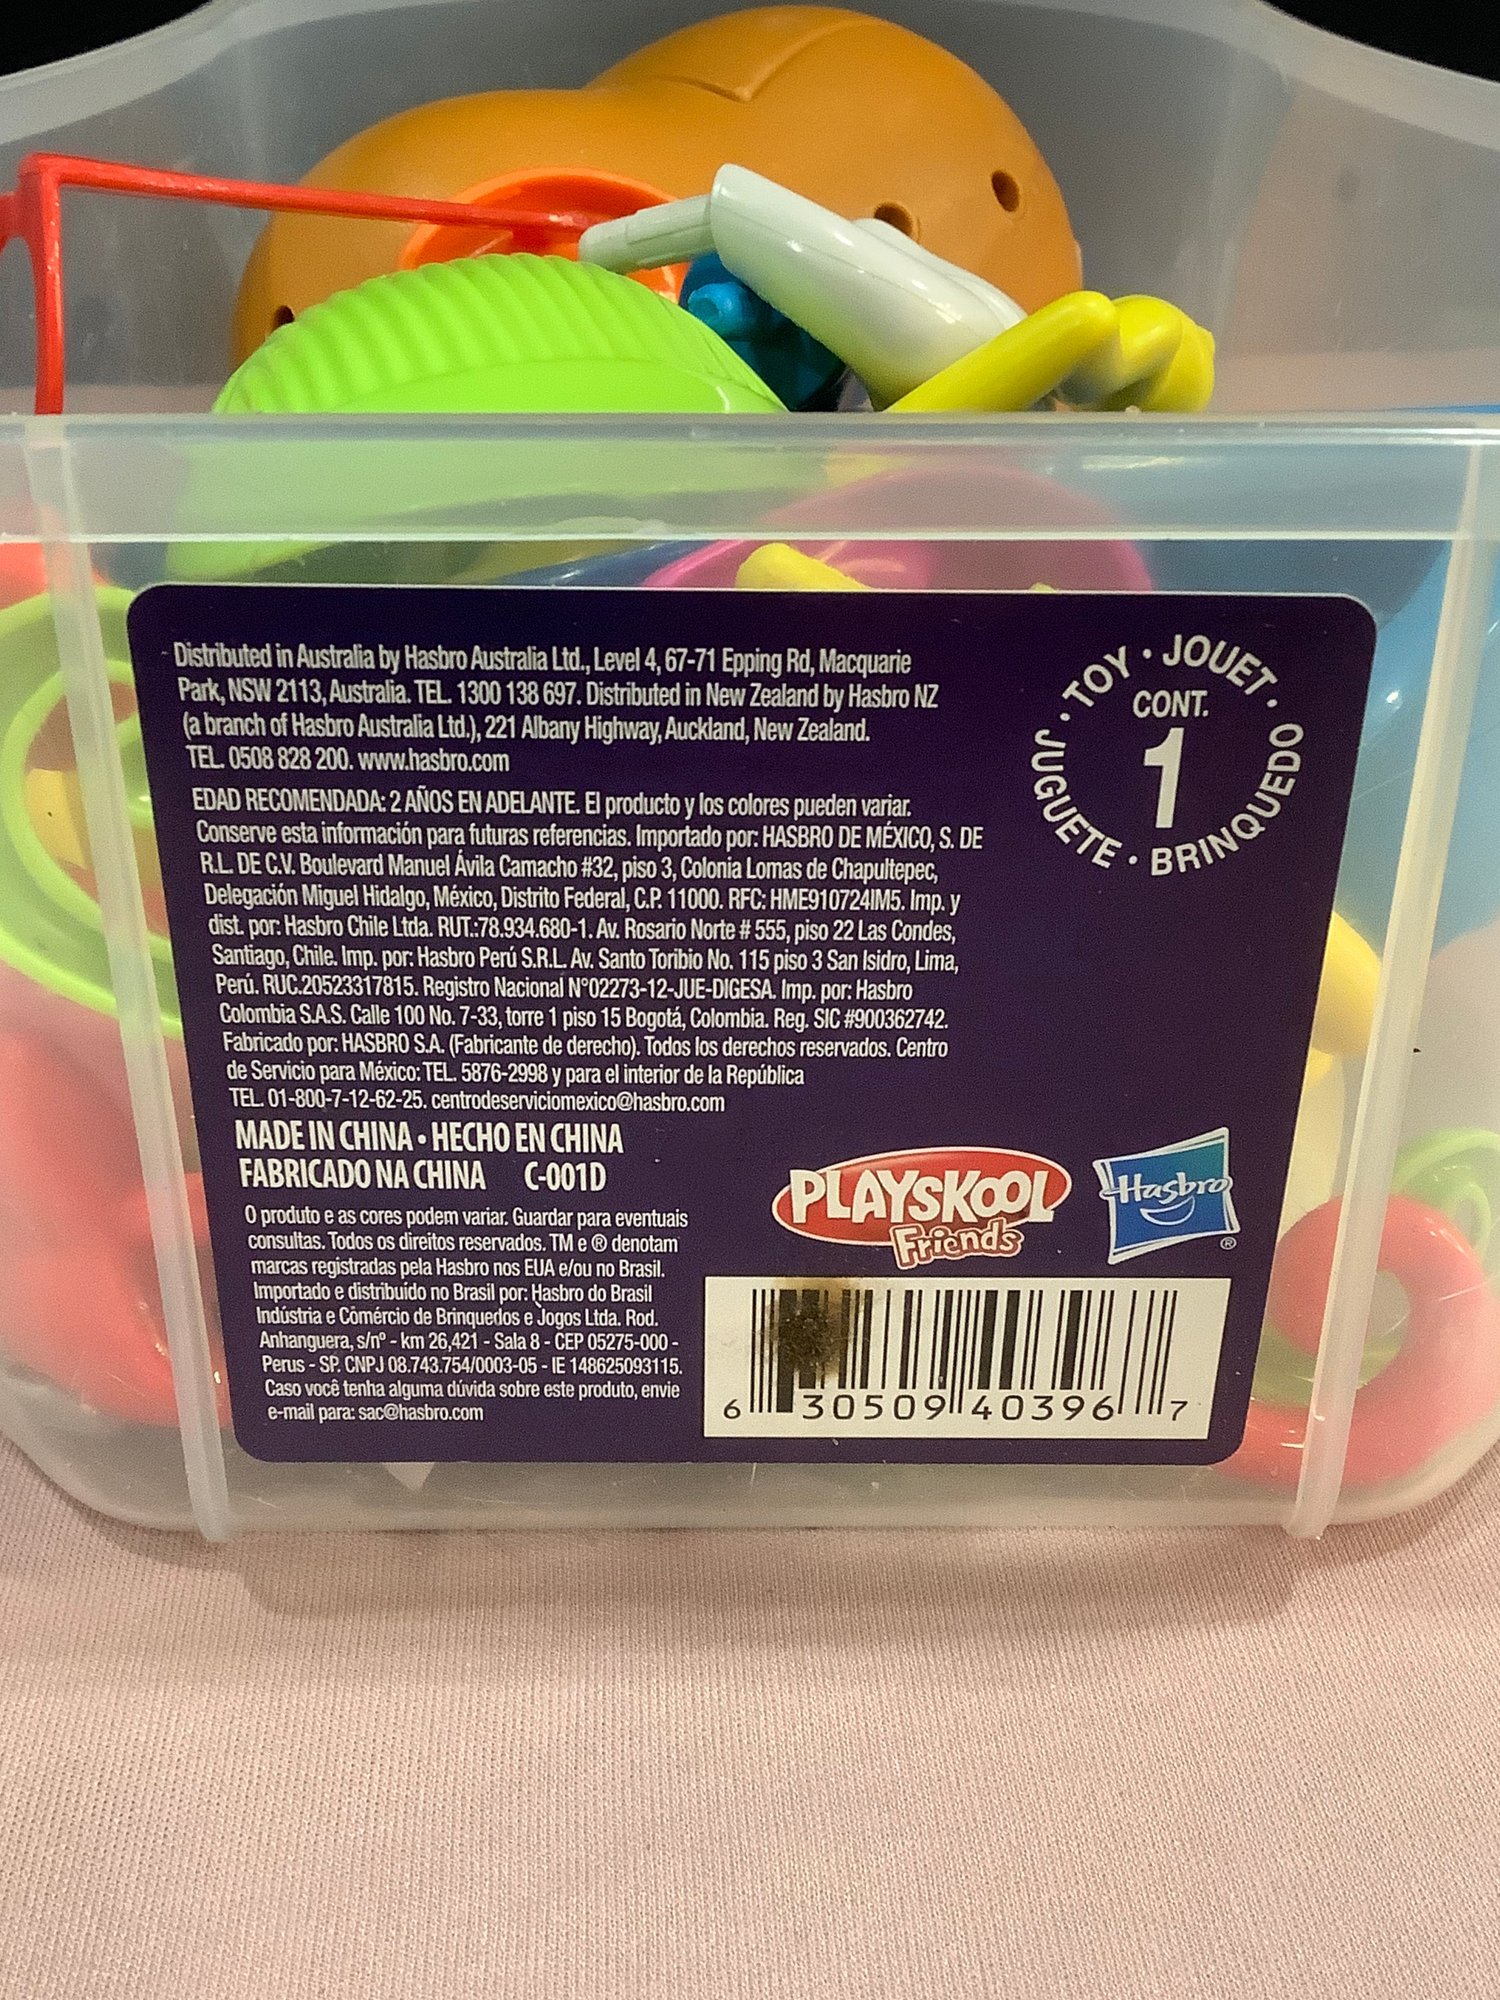 Distributed in Australia by Hasbro Australia Ltd., Level 4, 67-71 Epping Rd, Macquarie
Park, NSW 2113, Australia. TEL. 1300 138 697. Distributed in New Zealand by Hasbro NZ
(a branch of Hasbro Australia Ltd.), 221 Albany Highway, Auckland, New Zealand.
TEL. 0508 828 200. www.hasbro.com
EDAD RECOMENDADA: 2 AÑOS EN ADELANTE. El producto y los colores pueden variar.
Conserve esta información para futuras referencias. Importado por: HASBRO DE MÉXICO, S. DE
R.L. DE C.V. Boulevard Manuel Ávila Camacho #32, piso 3, Colonia Lomas de Chapultepec,
Delegación Miguel Hidalgo, México, Distrito Federal, C.P. 11000. RFC: HME910724IM5. Imp. y
dist. por: Hasbro Chile Ltda. RUT.:78.934.680-1. Av. Rosario Norte # 555, piso 22 Las Condes,
Santiago, Chile. Imp. por: Hasbro Perú S.R.L. Av. Santo Toribio No. 115 piso 3 San Isidro, Lima,
Perú. RUC.20523317815. Registro Nacional N°02273-12-JUE-DIGESA. Imp. por: Hasbro
Colombia S.A.S. Calle 100 No. 7-33, torre 1 piso 15 Bogotá, Colombia. Reg. SIC #900362742.
Fabricado por: HASBRO S.A. (Fabricante de derecho). Todos los derechos reservados. Centro
de Servicio para México: TEL. 5876-2998 y para el interior de la República
TEL. 01-800-7-12-62-25. centrodeserviciomexico@hasbro.com
MADE IN CHINA • HECHO EN CHINA
FABRICADO NA CHINA C-001D
O produto e as cores podem variar. Guardar para eventuais
consultas. Todos os direitos reservados. TM e ® denotam
marcas registradas pela Hasbro nos EUA e/ou no Brasil.
Importado e distribuído no Brasil por: Hasbro do Brasil
Indústria e Comércio de Brinquedos e Jogos Ltda. Rod.
Anhanguera, s/nº - km 26,421 - Sala 8 - CEP 05275-000 -
Perus - SP. CNPJ 08.743.754/0003-05 - IE 148625093115.
Caso você tenha alguma dúvida sobre este produto, envie
e-mail para: sac@hasbro.com
TOY • JOUET • BRINQUEDO • JUGUETE •
CONT.
1
PLAYSKOOL
Friends
Hasbro ®
6 30509 40396 7